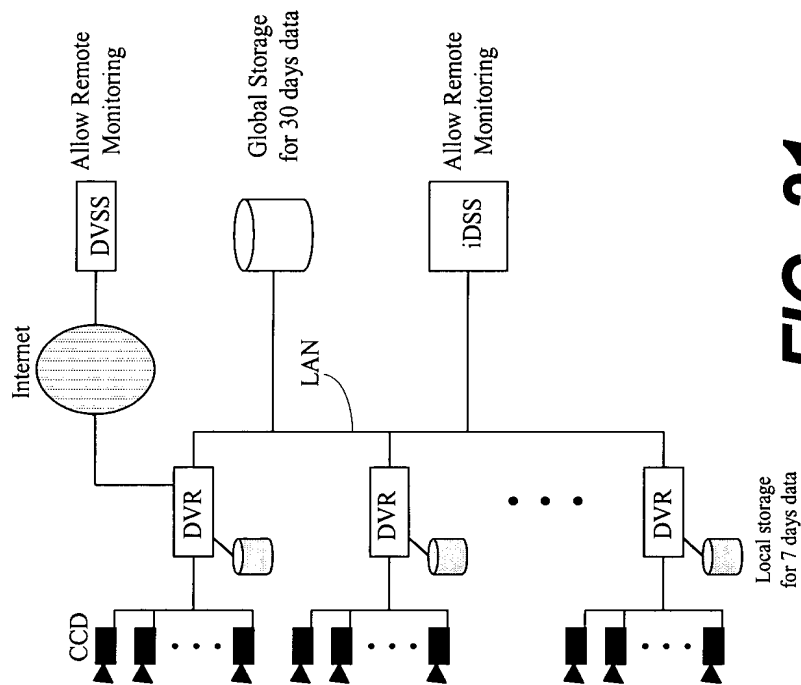 CCD
Internet
DVSS
Allow Remote
Monitoring
DVR
Global Storage
for 30 days data
LAN
DVR
iDSS
Allow Remote
Monitoring
DVR
Local storage
for 7 days data
FIG.